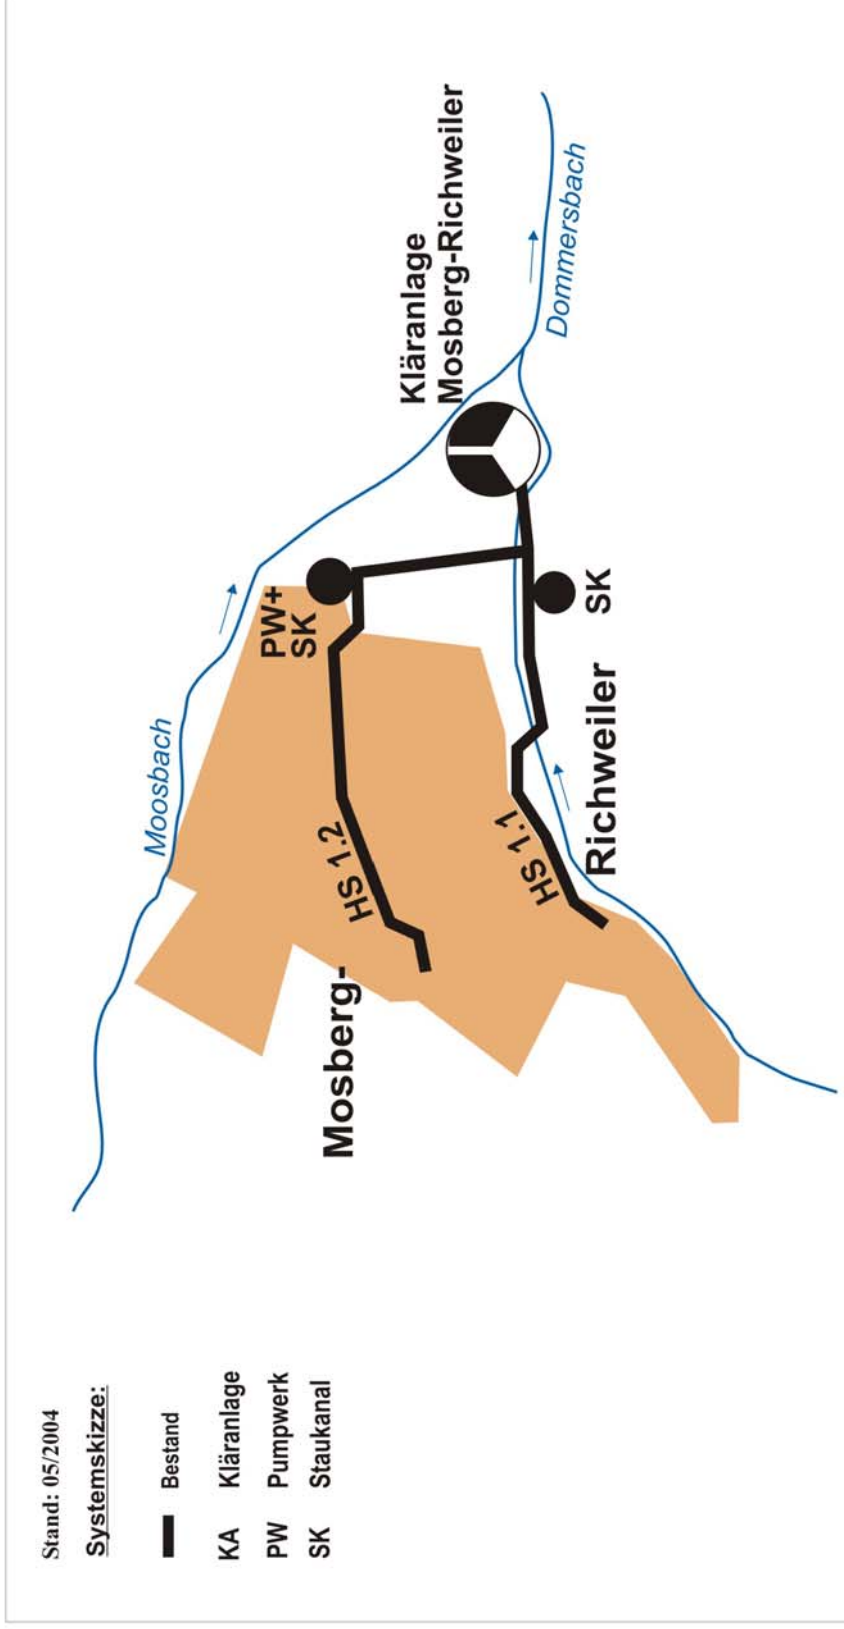 Stand: 05/2004
Systemskizze:
Bestand
KA Kläranlage
PW Pumpwerk
SK Staukanal
Moosbach
PW+
SK
HS 1.2
Mosberg-
Kläranlage
Mosberg-Richweiler
HS 1.1
Dommersbach
SK
Richweiler